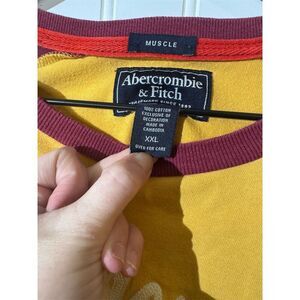 MUSCLE
Abercrombie
& Fitch
TRADEMARK SINCE 1892
100% COTTON
EXCLUSIVE OF
DECORATION
MADE IN
CAMBODIA
XXL
OVER FOR CARE